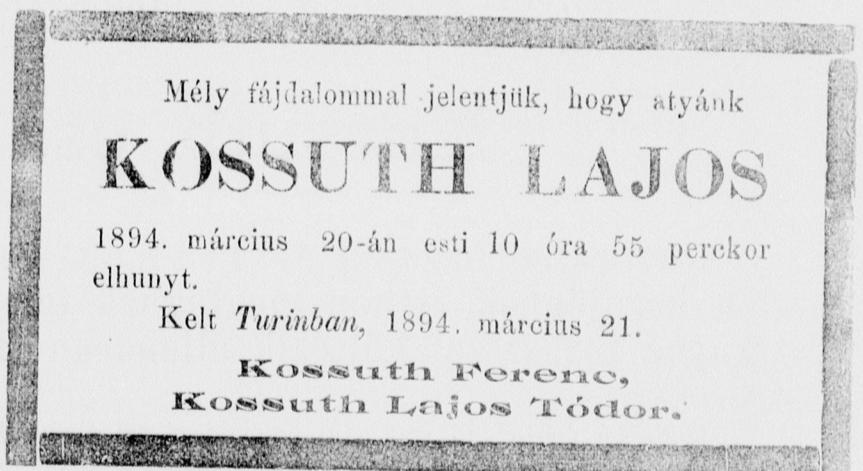 Mély fájdalommal jelentjük, hogy atyánk
KOSSUTH LAJOS
1894. március 20-án esti 10 óra 55 perckor
elhunyt.
Kelt Turinban, 1894. március 21.
Kossuth Ferenc,
Kossuth Lajos Tódor.